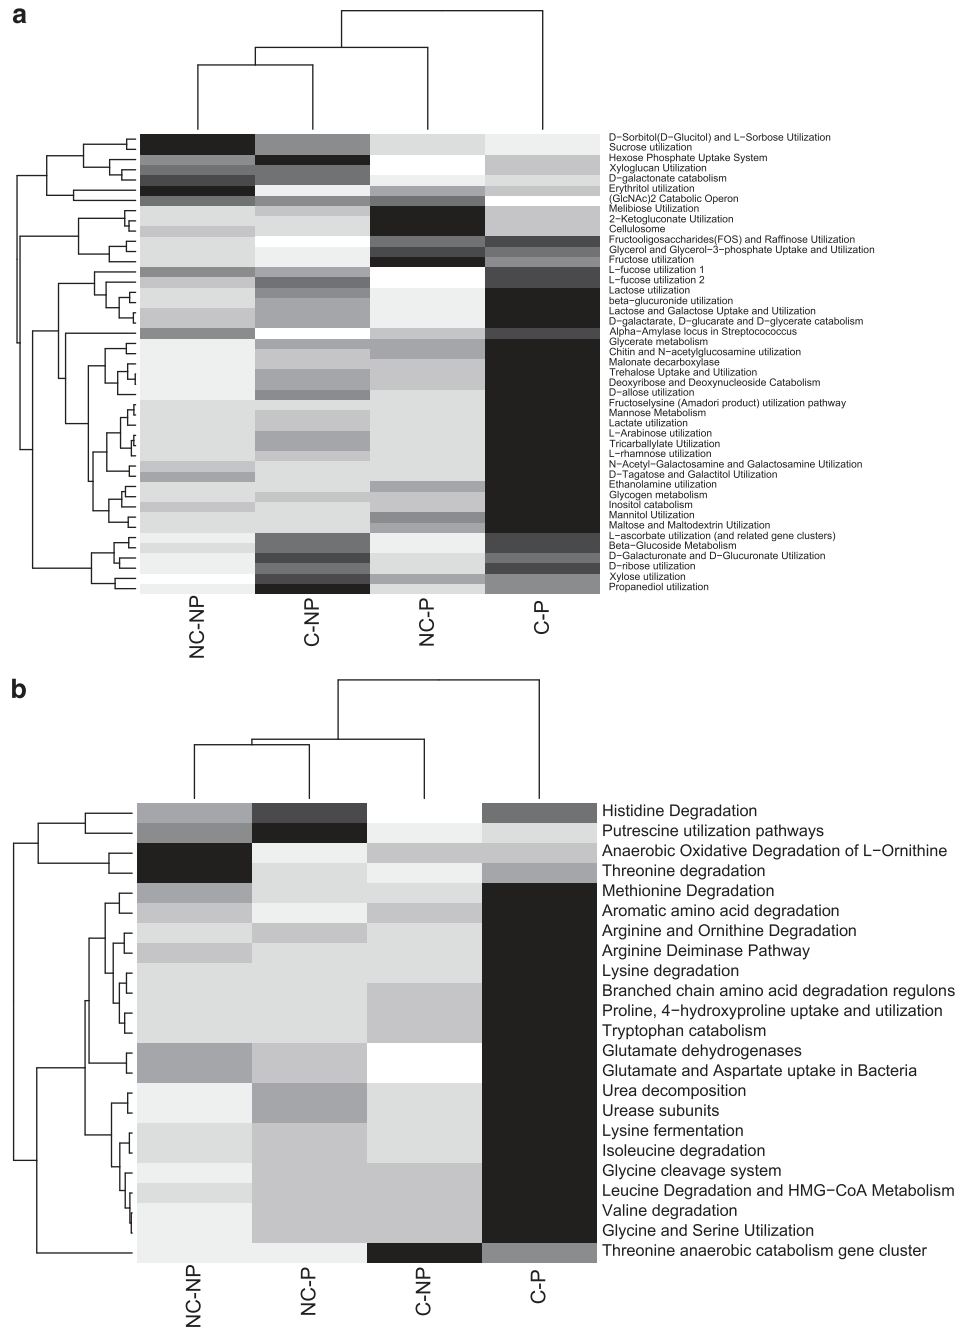 a
D−Sorbitol(D−Glucitol) and L−Sorbose Utilization
Sucrose utilization
Hexose Phosphate Uptake System
Xyloglucan Utilization
D−galactonate catabolism
Erythritol utilization
(GlcNAc)2 Catabolic Operon
Melibiose Utilization
2−Ketogluconate Utilization
Cellulosome
Fructooligosaccharides(FOS) and Raffinose Utilization
Glycerol and Glycerol−3−phosphate Uptake and Utilization
Fructose utilization
L−fucose utilization 1
L−fucose utilization 2
Lactose utilization
beta−glucuronide utilization
Lactose and Galactose Uptake and Utilization
D−galactarate, D−glucarate and D−glycerate catabolism
Alpha−Amylase locus in Streptocococcus
Glycerate metabolism
Chitin and N−acetylglucosamine utilization
Malonate decarboxylase
Trehalose Uptake and Utilization
Deoxyribose and Deoxynucleoside Catabolism
D−allose utilization
Fructoselysine (Amadori product) utilization pathway
Mannose Metabolism
Lactate utilization
L−Arabinose utilization
Tricarballylate Utilization
L−rhamnose utilization
N−Acetyl−Galactosamine and Galactosamine Utilization
D−Tagatose and Galactitol Utilization
Ethanolamine utilization
Glycogen metabolism
Inositol catabolism
Mannitol Utilization
Maltose and Maltodextrin Utilization
L−ascorbate utilization (and related gene clusters)
Beta−Glucoside Metabolism
D−Galacturonate and D−Glucuronate Utilization
D−ribose utilization
Xylose utilization
Propanediol utilization
NC-NP
C-NP
NC-P
C-P
b
Histidine Degradation
Putrescine utilization pathways
Anaerobic Oxidative Degradation of L−Ornithine
Threonine degradation
Methionine Degradation
Aromatic amino acid degradation
Arginine and Ornithine Degradation
Arginine Deiminase Pathway
Lysine degradation
Branched chain amino acid degradation regulons
Proline, 4−hydroxyproline uptake and utilization
Tryptophan catabolism
Glutamate dehydrogenases
Glutamate and Aspartate uptake in Bacteria
Urea decomposition
Urease subunits
Lysine fermentation
Isoleucine degradation
Glycine cleavage system
Leucine Degradation and HMG−CoA Metabolism
Valine degradation
Glycine and Serine Utilization
Threonine anaerobic catabolism gene cluster
NC-NP
NC-P
C-NP
C-P